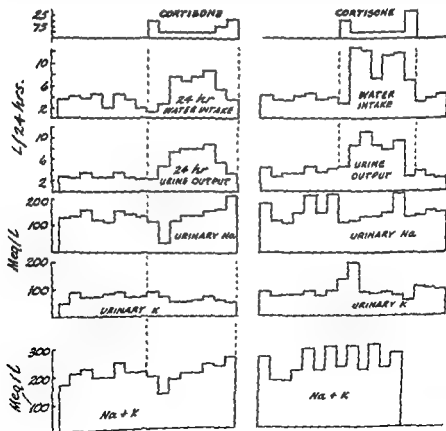 CORTISONE
CORTISONE
25
75
L/24 hrs.
10
6
2
24 hr
WATER INTAKE
WATER
INTAKE
10
6
2
24 hr
URINE OUTPUT
URINE
OUTPUT
Meq/L
200
100
URINARY Na
URINARY Na
200
100
URINARY K
URINARY K
Meq/L
300
200
100
Na + K
Na + K